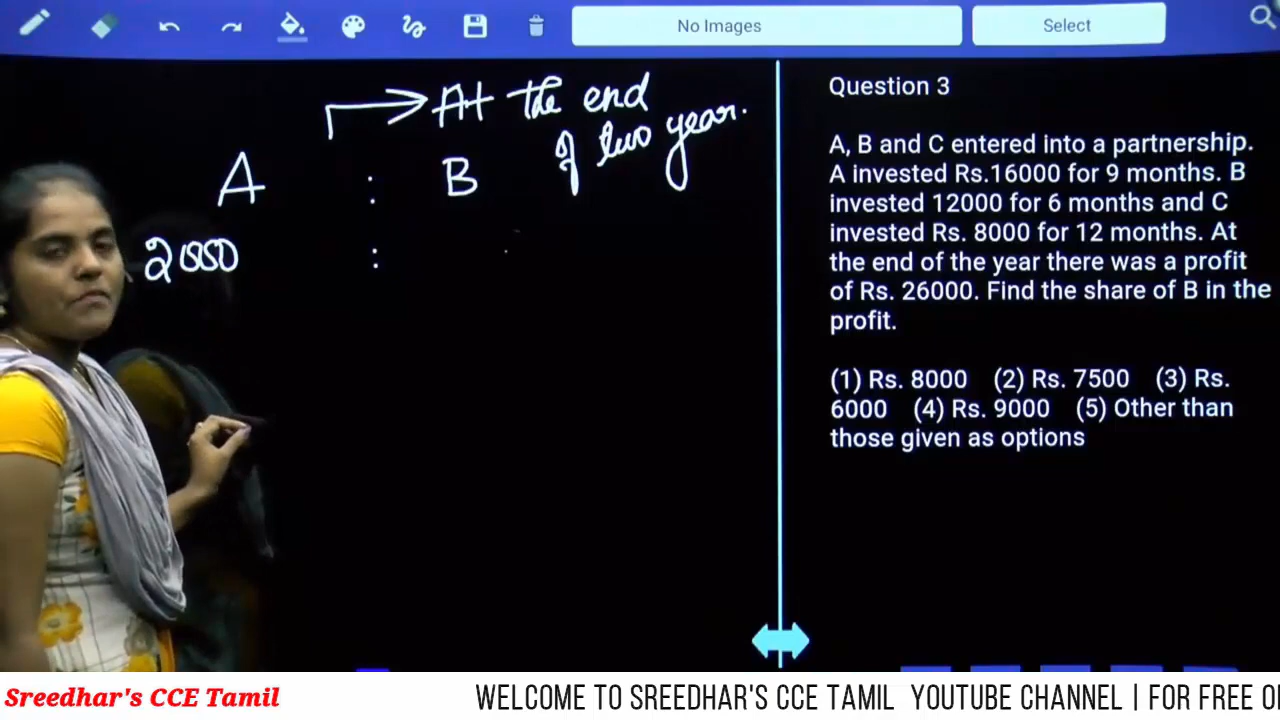 No Images
Select
At the end
of two year.
A : B
2000 :
Question 3
A, B and C entered into a partnership.
A invested Rs.16000 for 9 months. B
invested 12000 for 6 months and C
invested Rs. 8000 for 12 months. At
the end of the year there was a profit
of Rs. 26000. Find the share of B in the
profit.
(1) Rs. 8000 (2) Rs. 7500 (3) Rs.
6000 (4) Rs. 9000 (5) Other than
those given as options
Sreedhar's CCE Tamil
WELCOME TO SREEDHAR'S CCE TAMIL YOUTUBE CHANNEL | FOR FREE